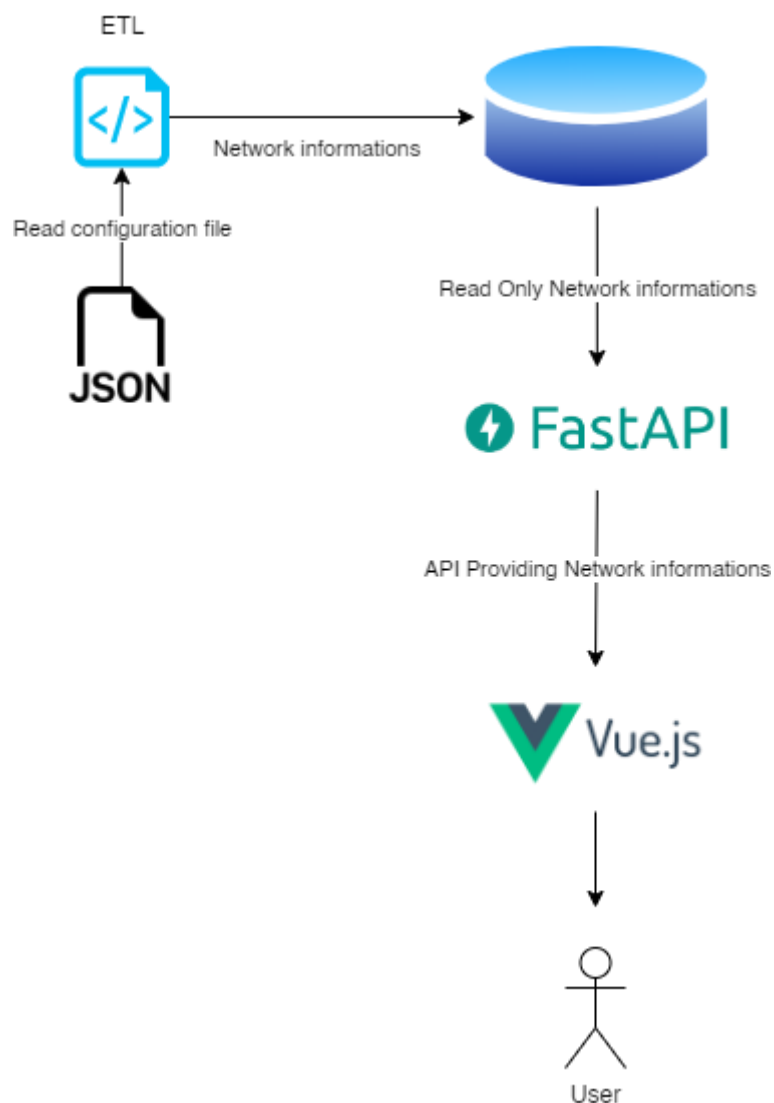 ETL
</>
Network informations
Read configuration file
JSON
Read Only Network informations
FastAPI
API Providing Network informations
Vue.js
User